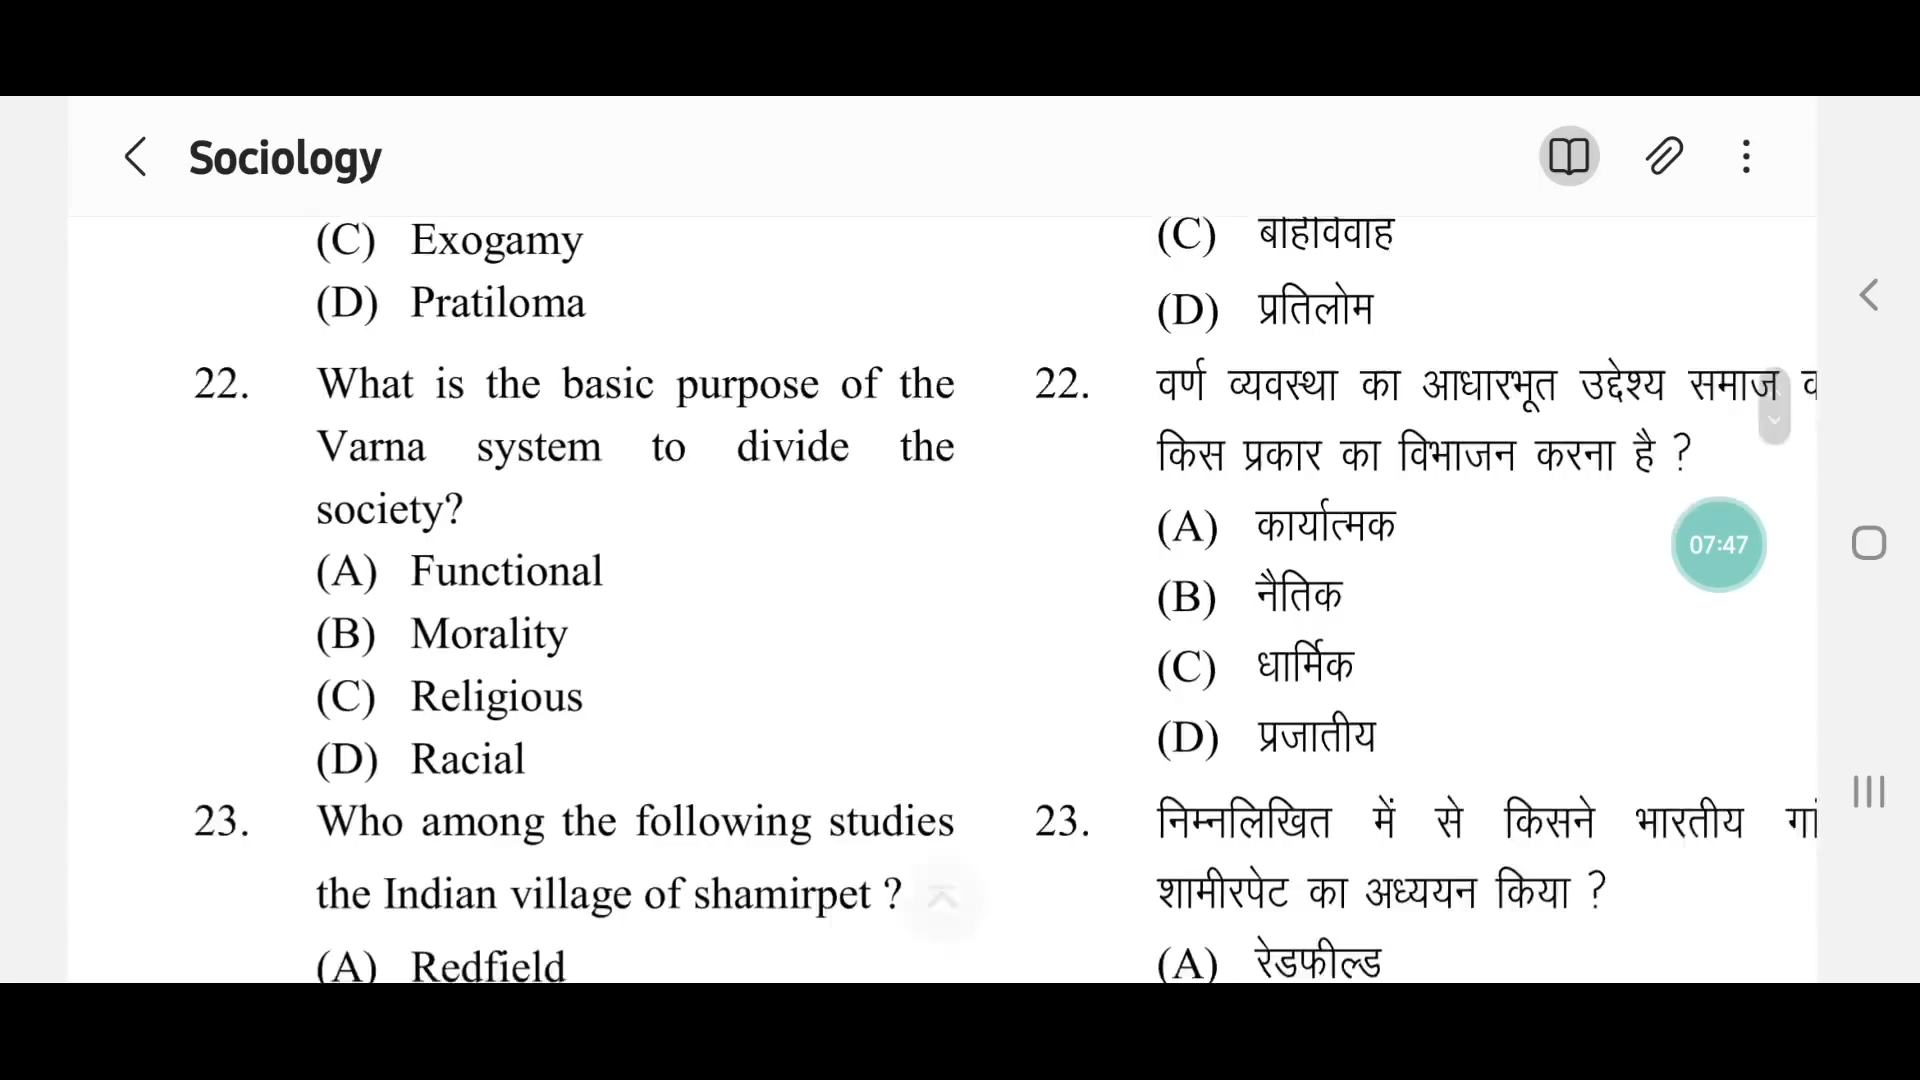 Sociology
(C) Exogamy
(D) Pratiloma
22. What is the basic purpose of the
Varna system to divide the
society?
(A) Functional
(B) Morality
(C) Religious
(D) Racial
23. Who among the following studies
the Indian village of shamirpet ?
(A) Redfield
(C) बहिर्विवाह
(D) प्रतिलोम
22. वर्ण व्यवस्था का आधारभूत उद्देश्य समाज
किस प्रकार का विभाजन करना है ?
(A) कार्यात्मक
(B) नैतिक
(C) धार्मिक
(D) प्रजातीय
23. निम्नलिखित में से किसने भारतीय
शामीरपेट का अध्ययन किया ?
(A) रेडफील्ड
07:47